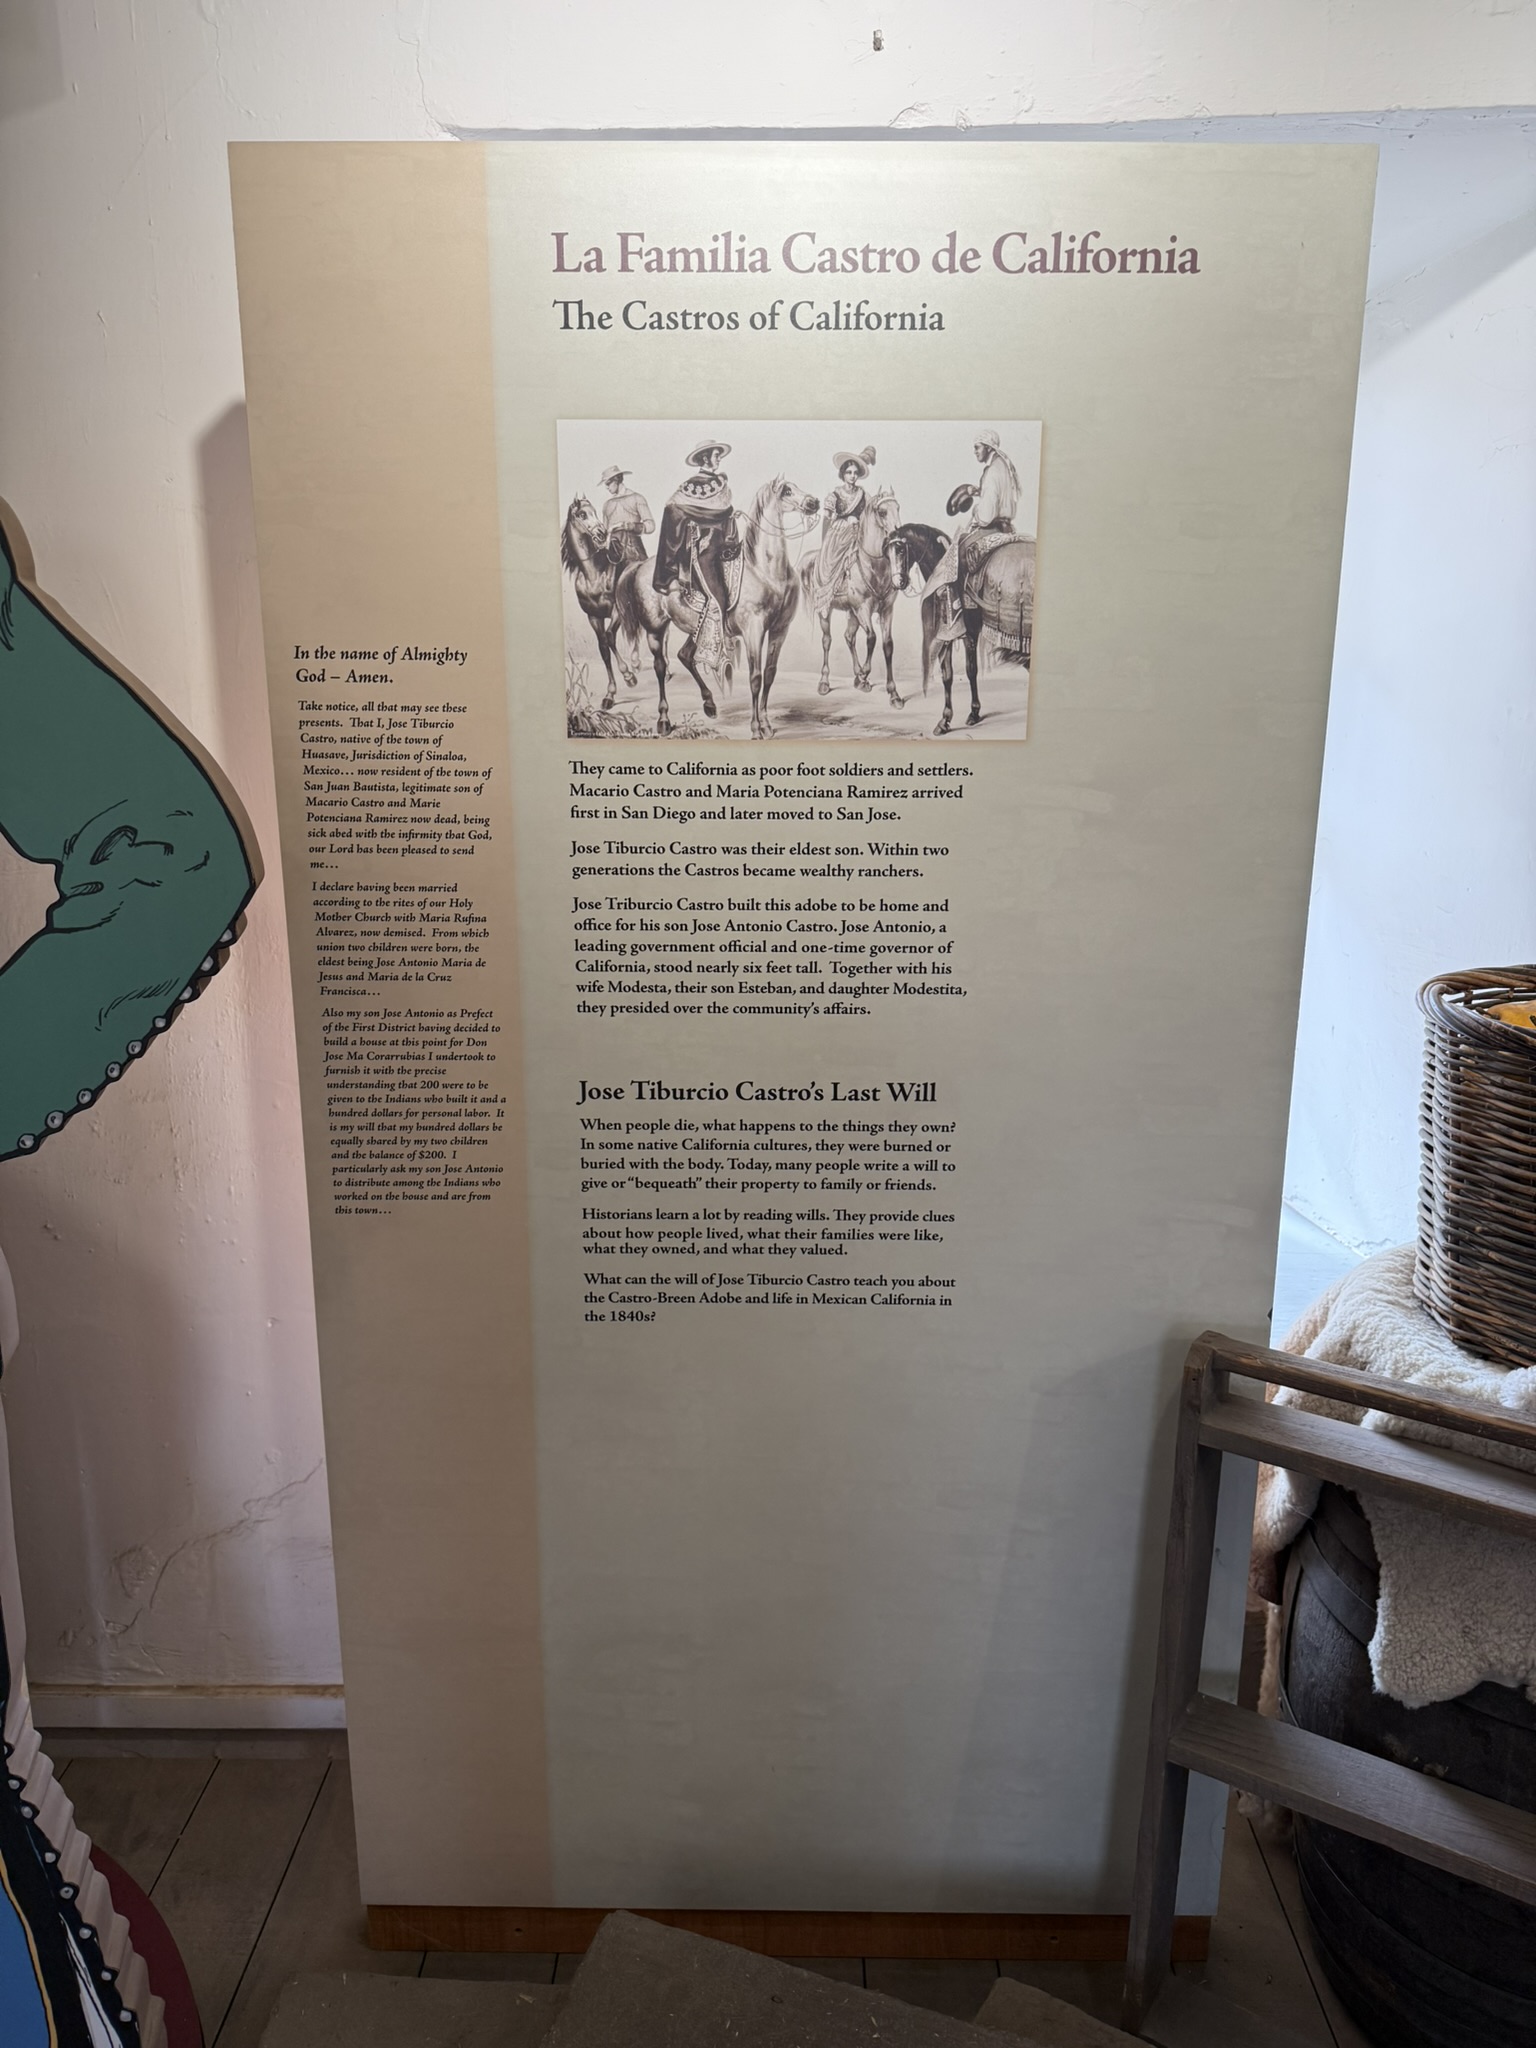 La Familia Castro de California
The Castros of California
They came to California as poor foot soldiers and settlers.
Macario Castro and Maria Potenciana Ramirez arrived
first in San Diego and later moved to San Jose.
Jose Tiburcio Castro was their eldest son. Within two
generations the Castros became wealthy ranchers.
Jose Triburcio Castro built this adobe to be home and
office for his son Jose Antonio Castro. Jose Antonio, a
leading government official and one-time governor of
California, stood nearly six feet tall. Together with his
wife Modesta, their son Esteban, and daughter Modestita,
they presided over the community's affairs.
Jose Tiburcio Castro's Last Will
When people die, what happens to the things they own?
In some native California cultures, they were burned or
buried with the body. Today, many people write a will to
give or "bequeath" their property to family or friends.
Historians learn a lot by reading wills. They provide clues
about how people lived, what their families were like,
what they owned, and what they valued.
What can the will of Jose Tiburcio Castro teach you about
the Castro-Breen Adobe and life in Mexican California in
the 1840s?
In the name of Almighty
God – Amen.
Take notice, all that may see these
presents. That I, Jose Tiburcio
Castro, native of the town of
Huasave, Jurisdiction of Sinaloa,
Mexico... now resident of the town of
San Juan Bautista, legitimate son of
Macario Castro and Marie
Potenciana Ramirez now dead, being
sick abed with the infirmity that God,
our Lord has been pleased to send
me...
I declare having been married
according to the rites of our Holy
Mother Church with Maria Rufina
Alvarez, now demised. From which
union two children were born, the
eldest being Jose Antonio Maria de
Jesus and Maria de la Cruz
Francisca...
Also my son Jose Antonio as Prefect
of the First District having decided to
build a house at this point for Don
Jose Ma Corarrubias I undertook to
furnish it with the precise
understanding that 200 were to be
given to the Indians who built it and a
hundred dollars for personal labor. It
is my will that my hundred dollars be
equally shared by my two children
and the balance of $200. I
particularly ask my son Jose Antonio
to distribute among the Indians who
worked on the house and are from
this town...